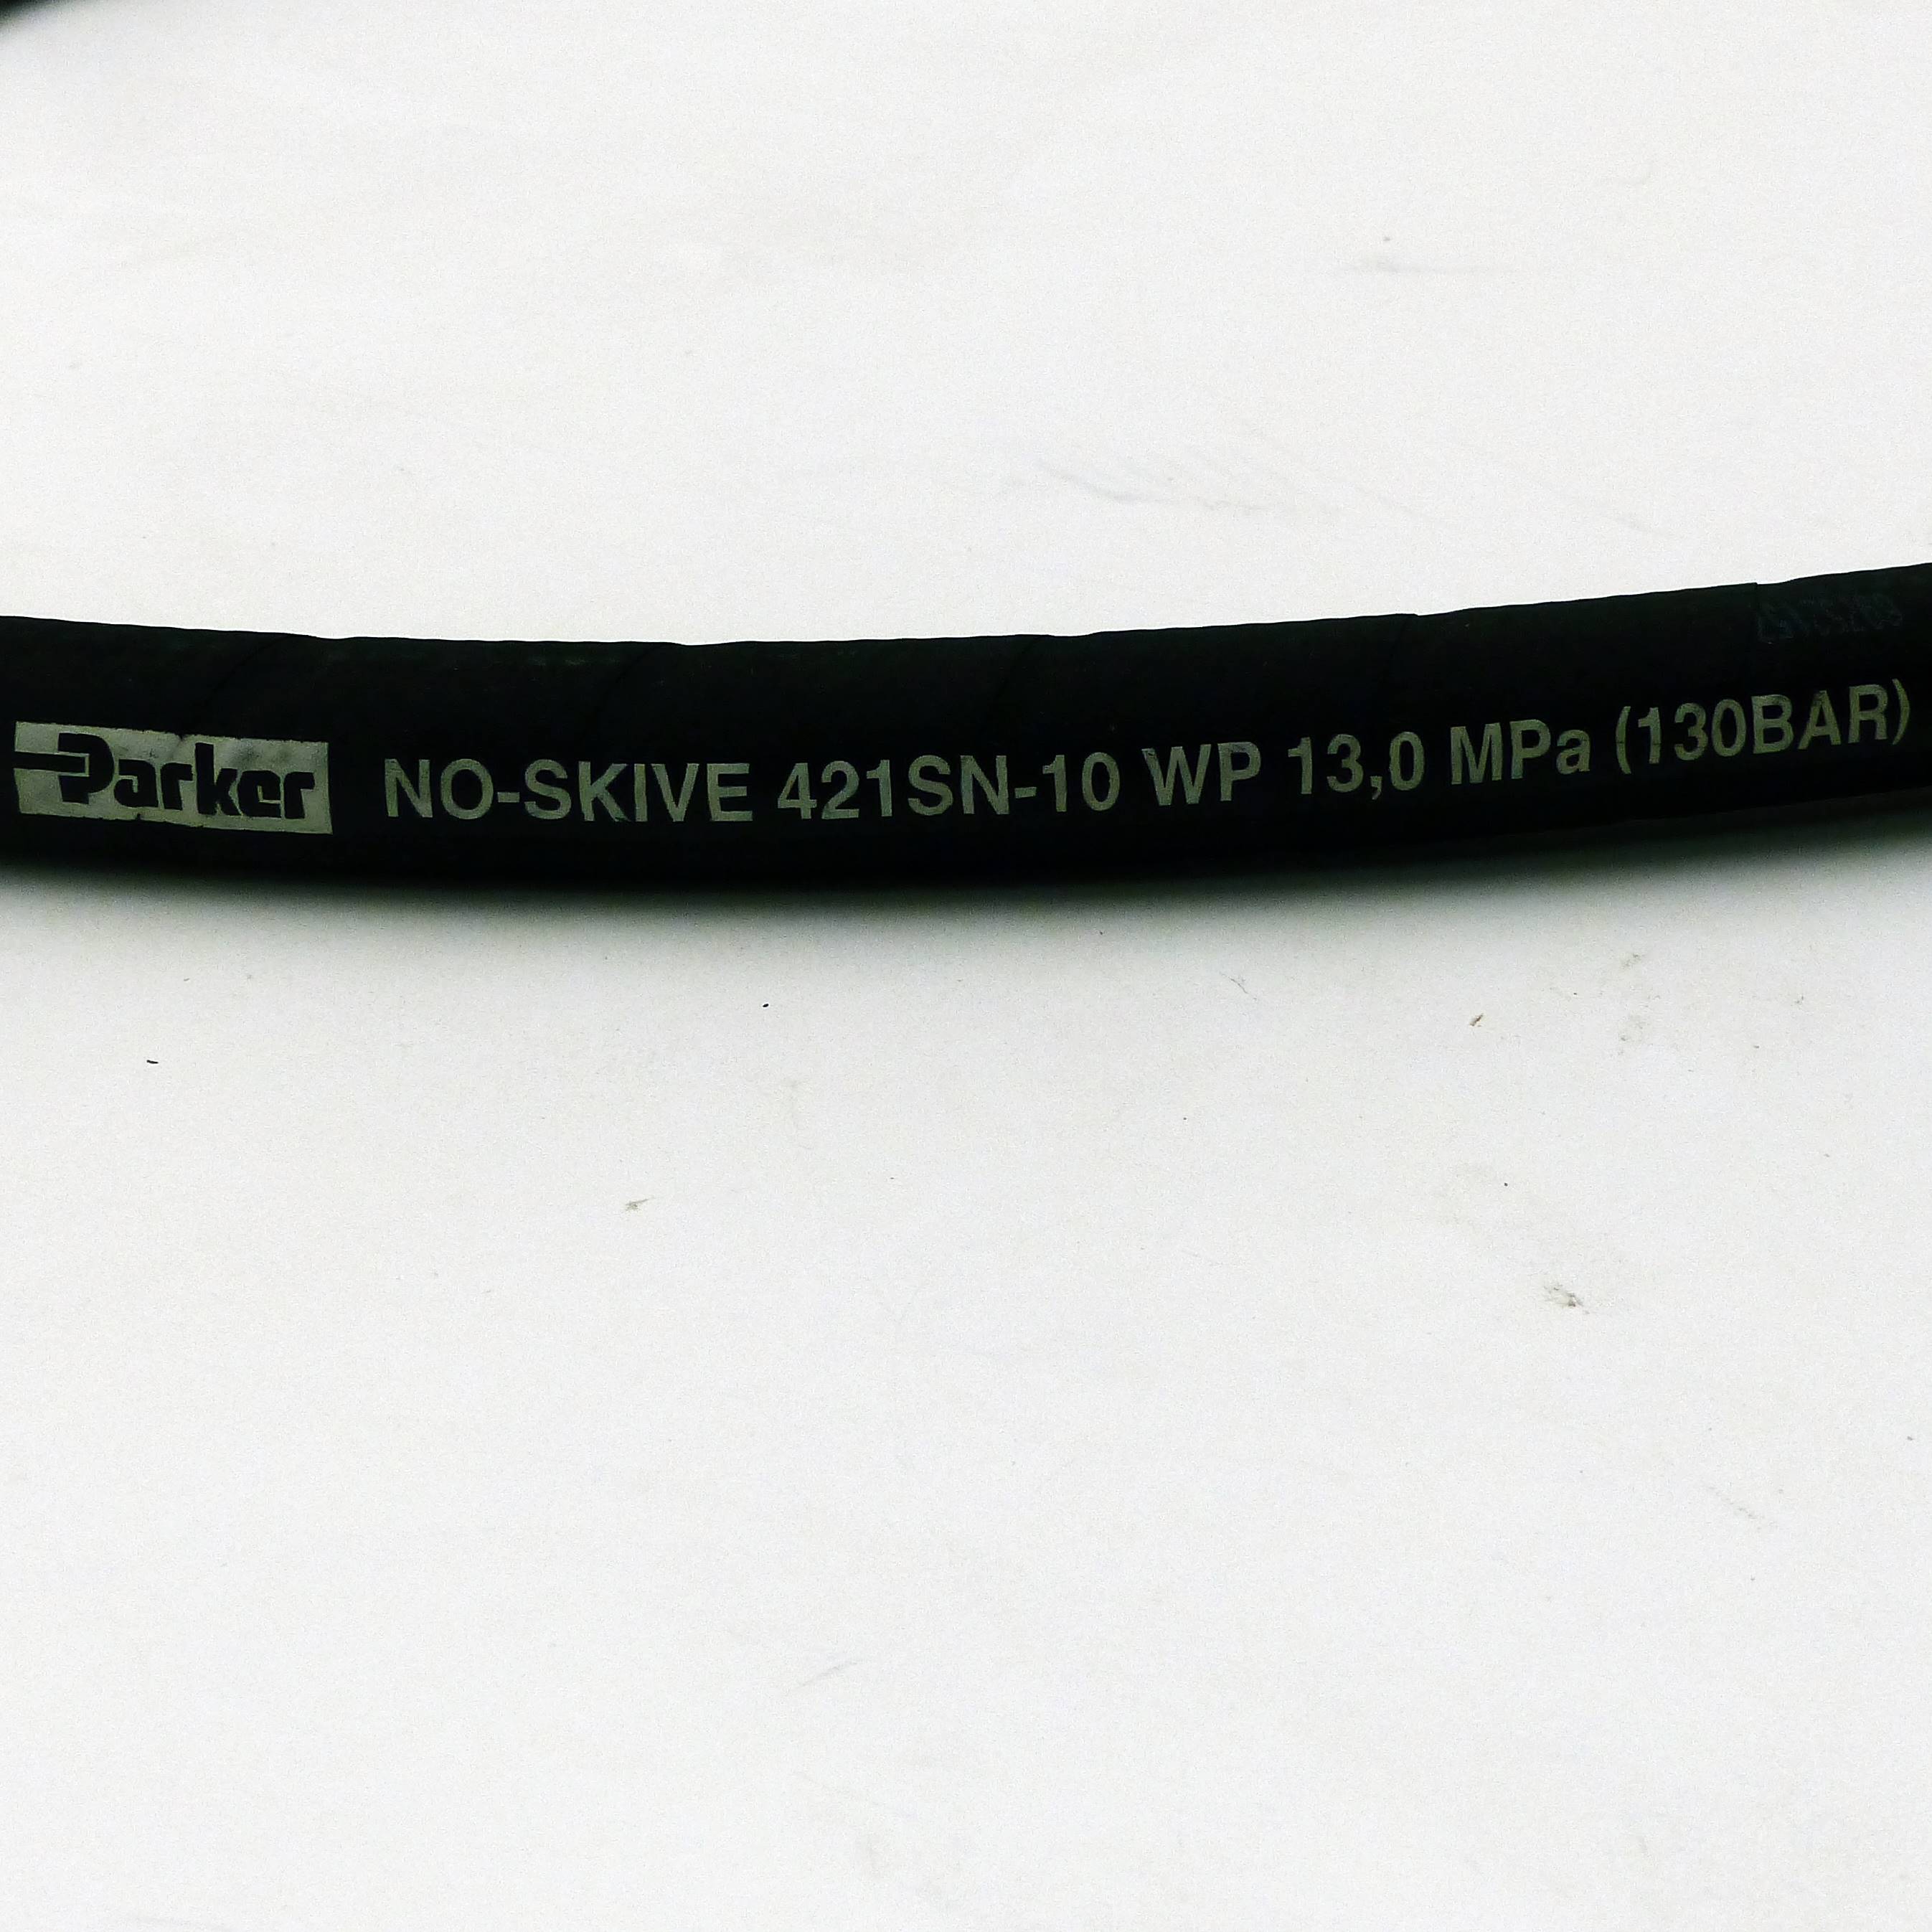 Parker NO-SKIVE 421SN-10 WP 13,0 MPa (130BAR)